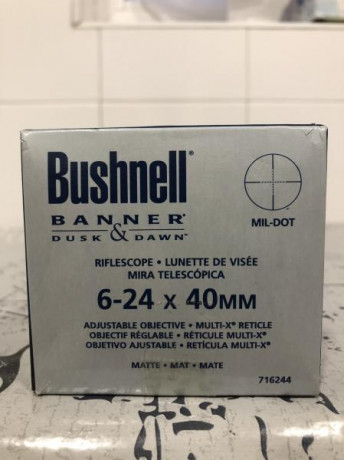 Bushnell®
BANNER®
DUSK & DAWN™
MIL-DOT
RIFLESCOPE • LUNETTE DE VISÉE
MIRA TELESCÓPICA
6-24 x 40MM
ADJUSTABLE OBJECTIVE • MULTI-X® RETICLE
OBJECTIF RÉGLABLE • RÉTICULE MULTI-X®
OBJETIVO AJUSTABLE • RETÍCULA MULTI-X®
MATTE • MAT • MATE
716244